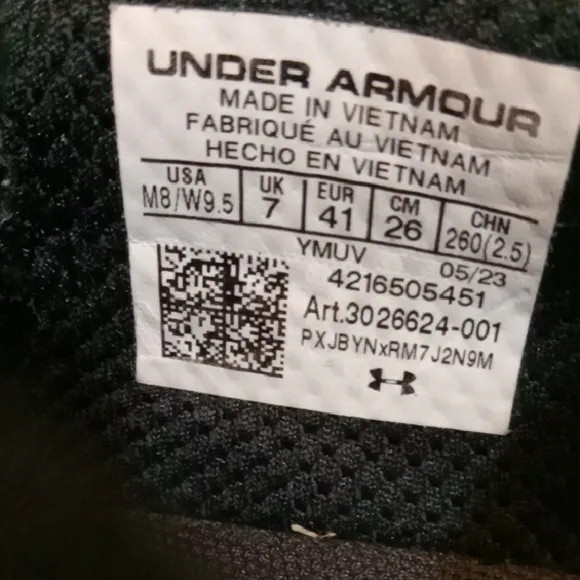 UNDER ARMOUR
MADE IN VIETNAM
FABRIQUÉ AU VIETNAM
HECHO EN VIETNAM
USA UK EUR CM CHN
M8/W9.5 7 41 26 260(2.5)
YMUV 05/23
4216505451
Art.3026624-001
PXJBYNxRM7J2N9M